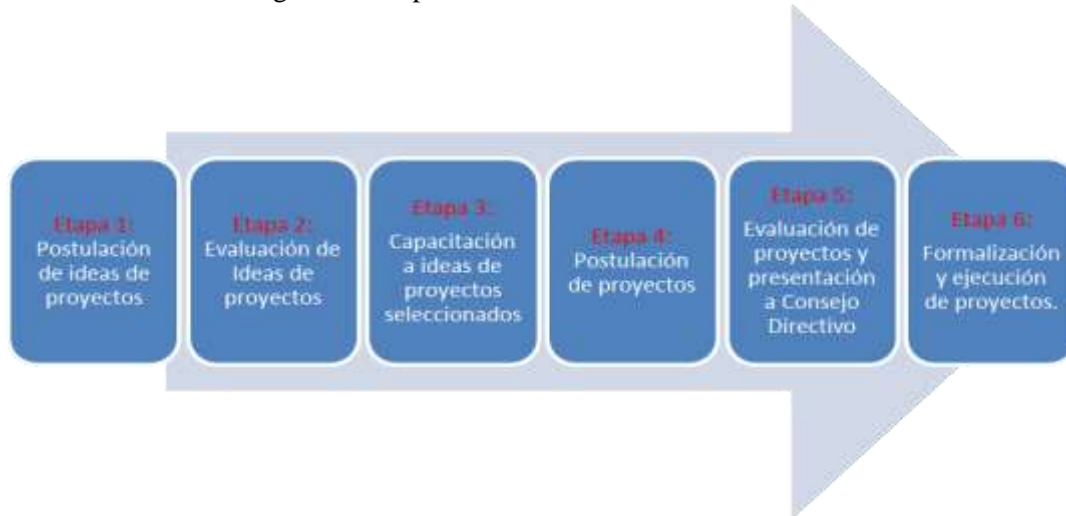 Etapa 1:
Postulación
de ideas de
proyectos
Etapa 2:
Evaluación de
Ideas de
proyectos
Etapa 3:
Capacitación
a ideas de
proyectos
seleccionados
Etapa 4:
Postulación
de proyectos
Etapa 5:
Evaluación de
proyectos y
presentación
a Consejo
Directivo
Etapa 6:
Formalización
y ejecución
de proyectos.